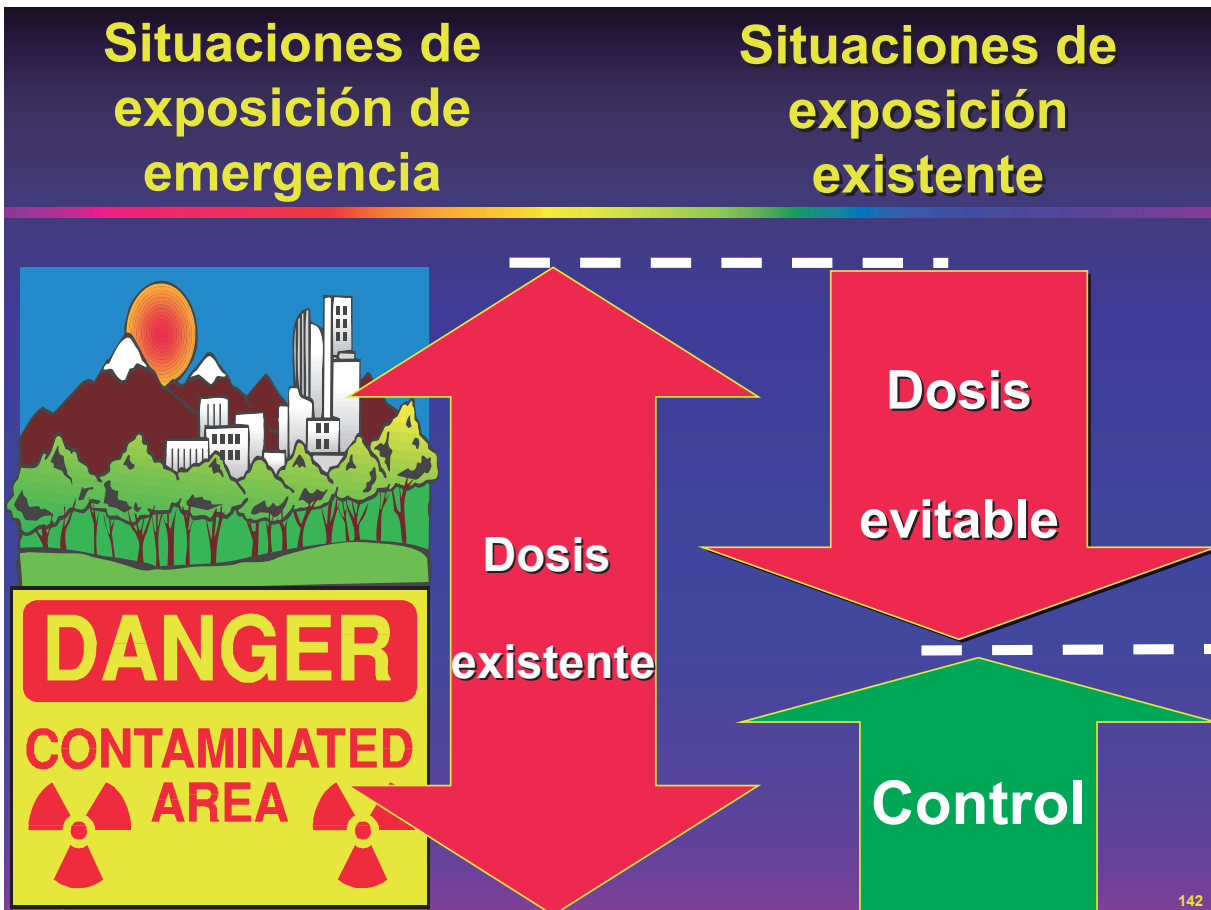 Situaciones de
exposición de
emergencia
Situaciones de
exposición
existente
Dosis
existente
Dosis
evitable
Control
DANGER
CONTAMINATED
AREA
142